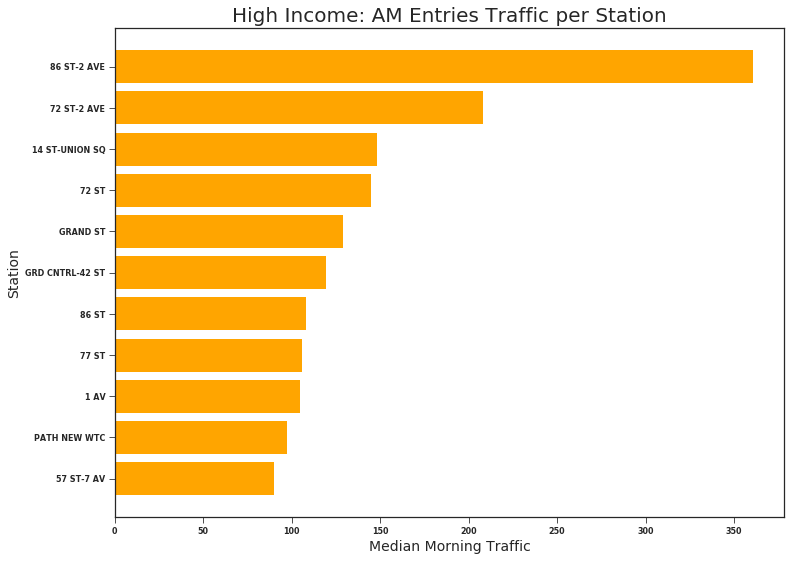 High Income: AM Entries Traffic per Station
Station
86 ST-2 AVE
72 ST-2 AVE
14 ST-UNION SQ
72 ST
GRAND ST
GRD CNTRL-42 ST
86 ST
77 ST
1 AV
PATH NEW WTC
57 ST-7 AV
0 50 100 150 200 250 300 350
Median Morning Traffic